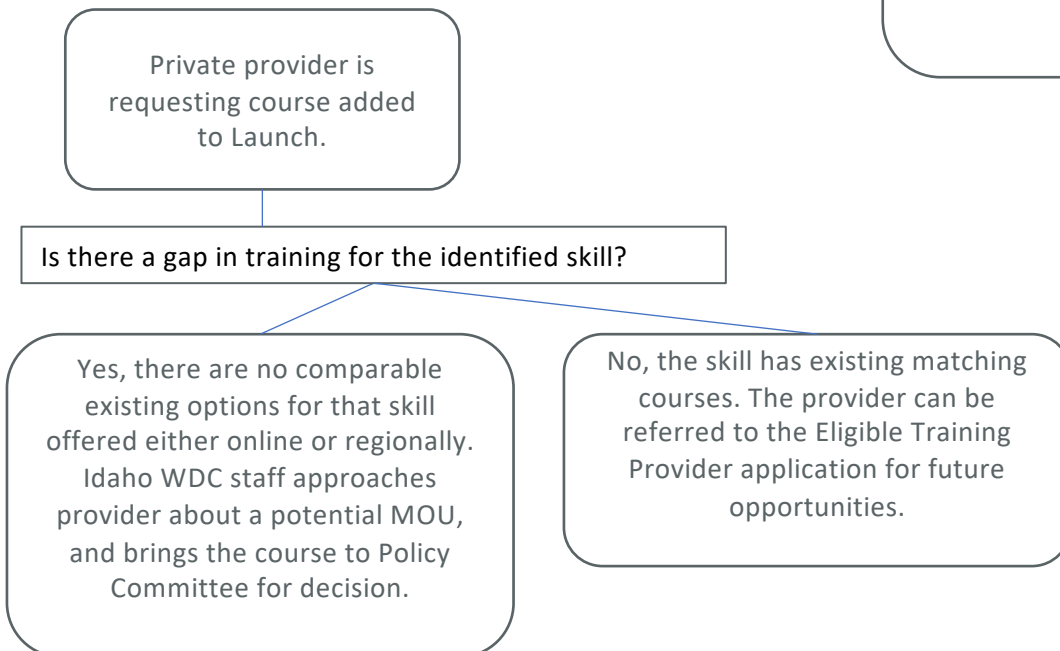 Private provider is
requesting course added
to Launch.
Is there a gap in training for the identified skill?
Yes, there are no comparable
existing options for that skill
offered either online or regionally.
Idaho WDC staff approaches
provider about a potential MOU,
and brings the course to Policy
Committee for decision.
No, the skill has existing matching
courses. The provider can be
referred to the Eligible Training
Provider application for future
opportunities.